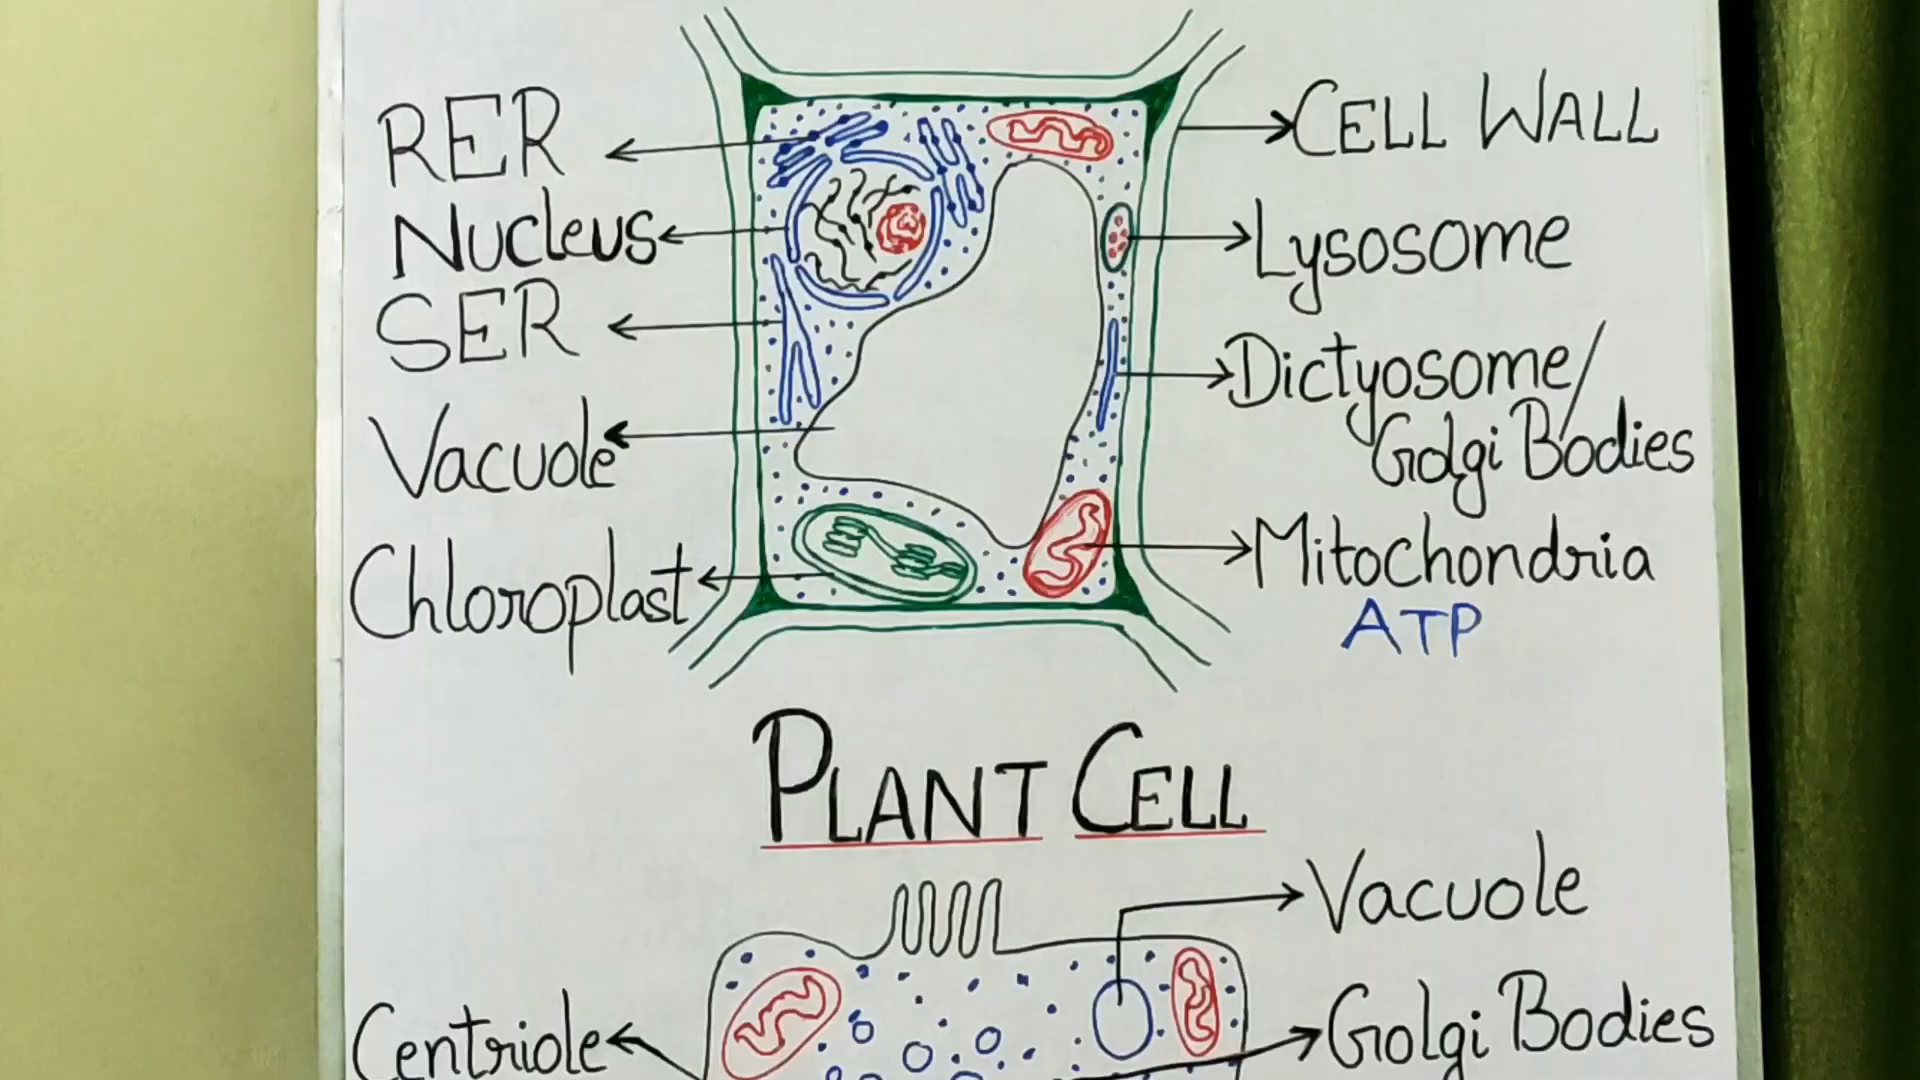 RER
Nucleus
SER
Vacuole
Chloroplast
CELL WALL
Lysosome
Dictyosome/
Golgi Bodies
Mitochondria
ATP
PLANT CELL
Vacuole
Centriole
Golgi Bodies